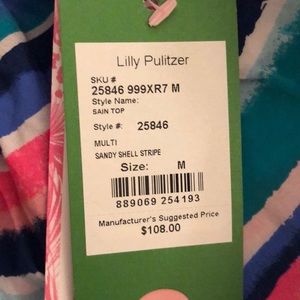 Lilly Pulitzer
SKU #
25846 999XR7 M
Style Name:
SAIN TOP
Style #: 25846
MULTI
SANDY SHELL STRIPE
Size: M
889069 254193
Manufacturer's Suggested Price
$108.00